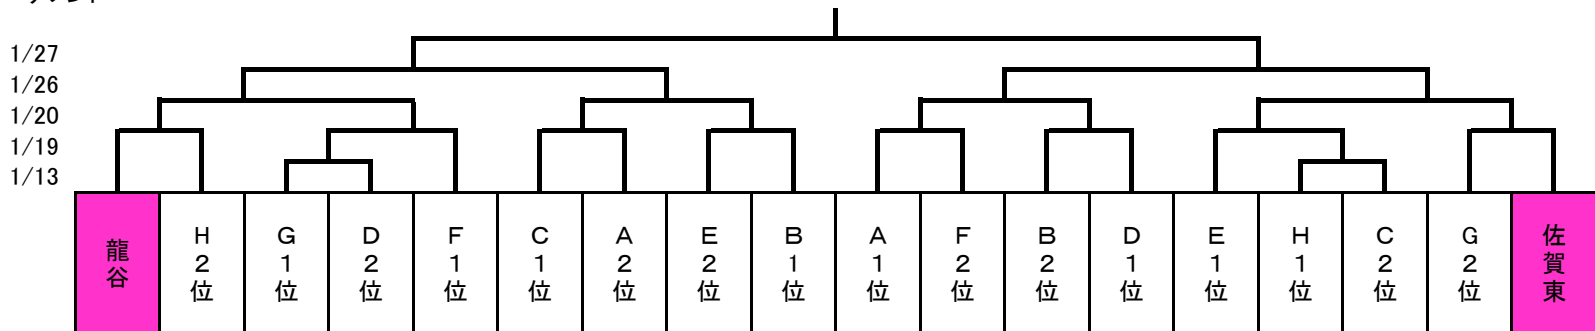 1/27
1/26
1/20
1/19
1/13
龍谷
H2位
G1位
D2位
F1位
C1位
A2位
E2位
B1位
A1位
F2位
B2位
D1位
E1位
H1位
C2位
G2位
佐賀東